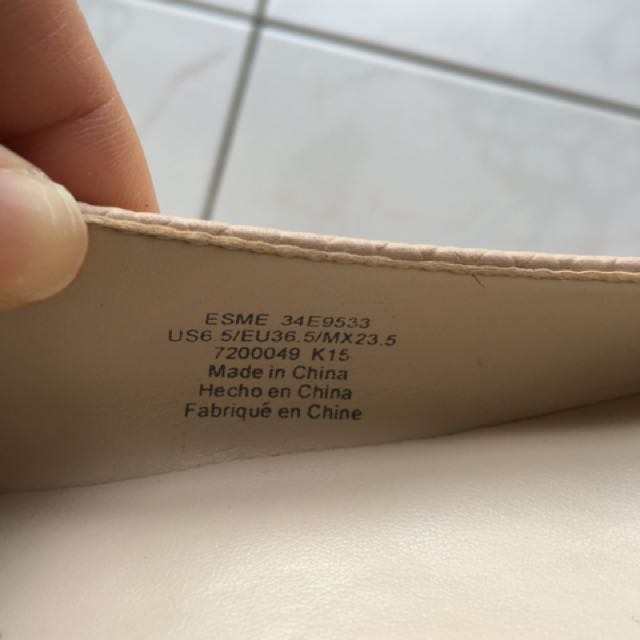 ESME 34E9533
US6.5/EU36.5/MX23.5
7200049 K15
Made in China
Hecho en China
Fabriqué en Chine